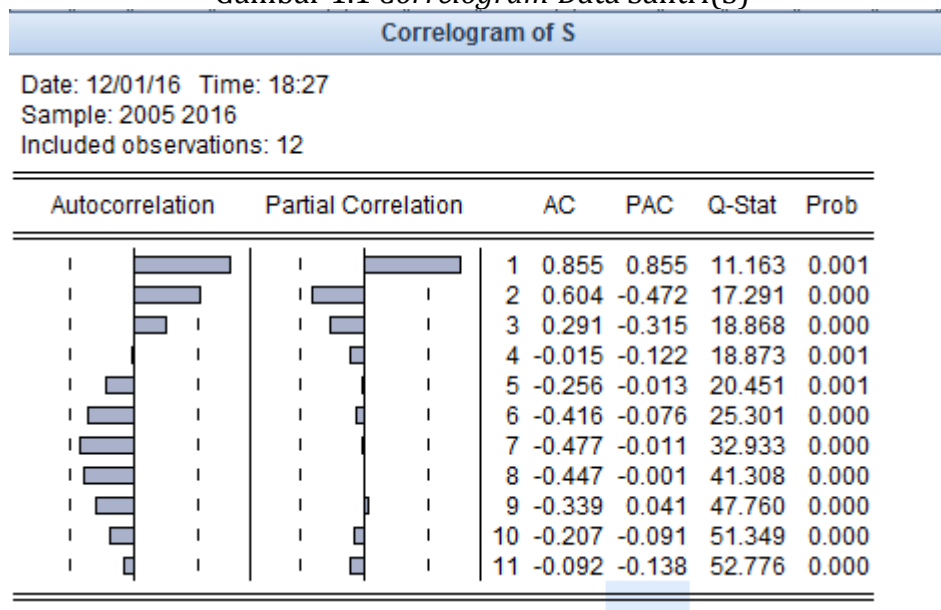 Gambar 1.1 Correlogram Data Santri(S)
Correlogram of S
Date: 12/01/16 Time: 18:27
Sample: 2005 2016
Included observations: 12
Autocorrelation Partial Correlation AC PAC Q-Stat Prob
1 0.855 0.855 11.163 0.001
2 0.604 -0.472 17.291 0.000
3 0.291 -0.315 18.868 0.000
4 -0.015 -0.122 18.873 0.001
5 -0.256 -0.013 20.451 0.001
6 -0.416 -0.076 25.301 0.000
7 -0.477 -0.011 32.933 0.000
8 -0.447 -0.001 41.308 0.000
9 -0.339 0.041 47.760 0.000
10 -0.207 -0.091 51.349 0.000
11 -0.092 -0.138 52.776 0.000